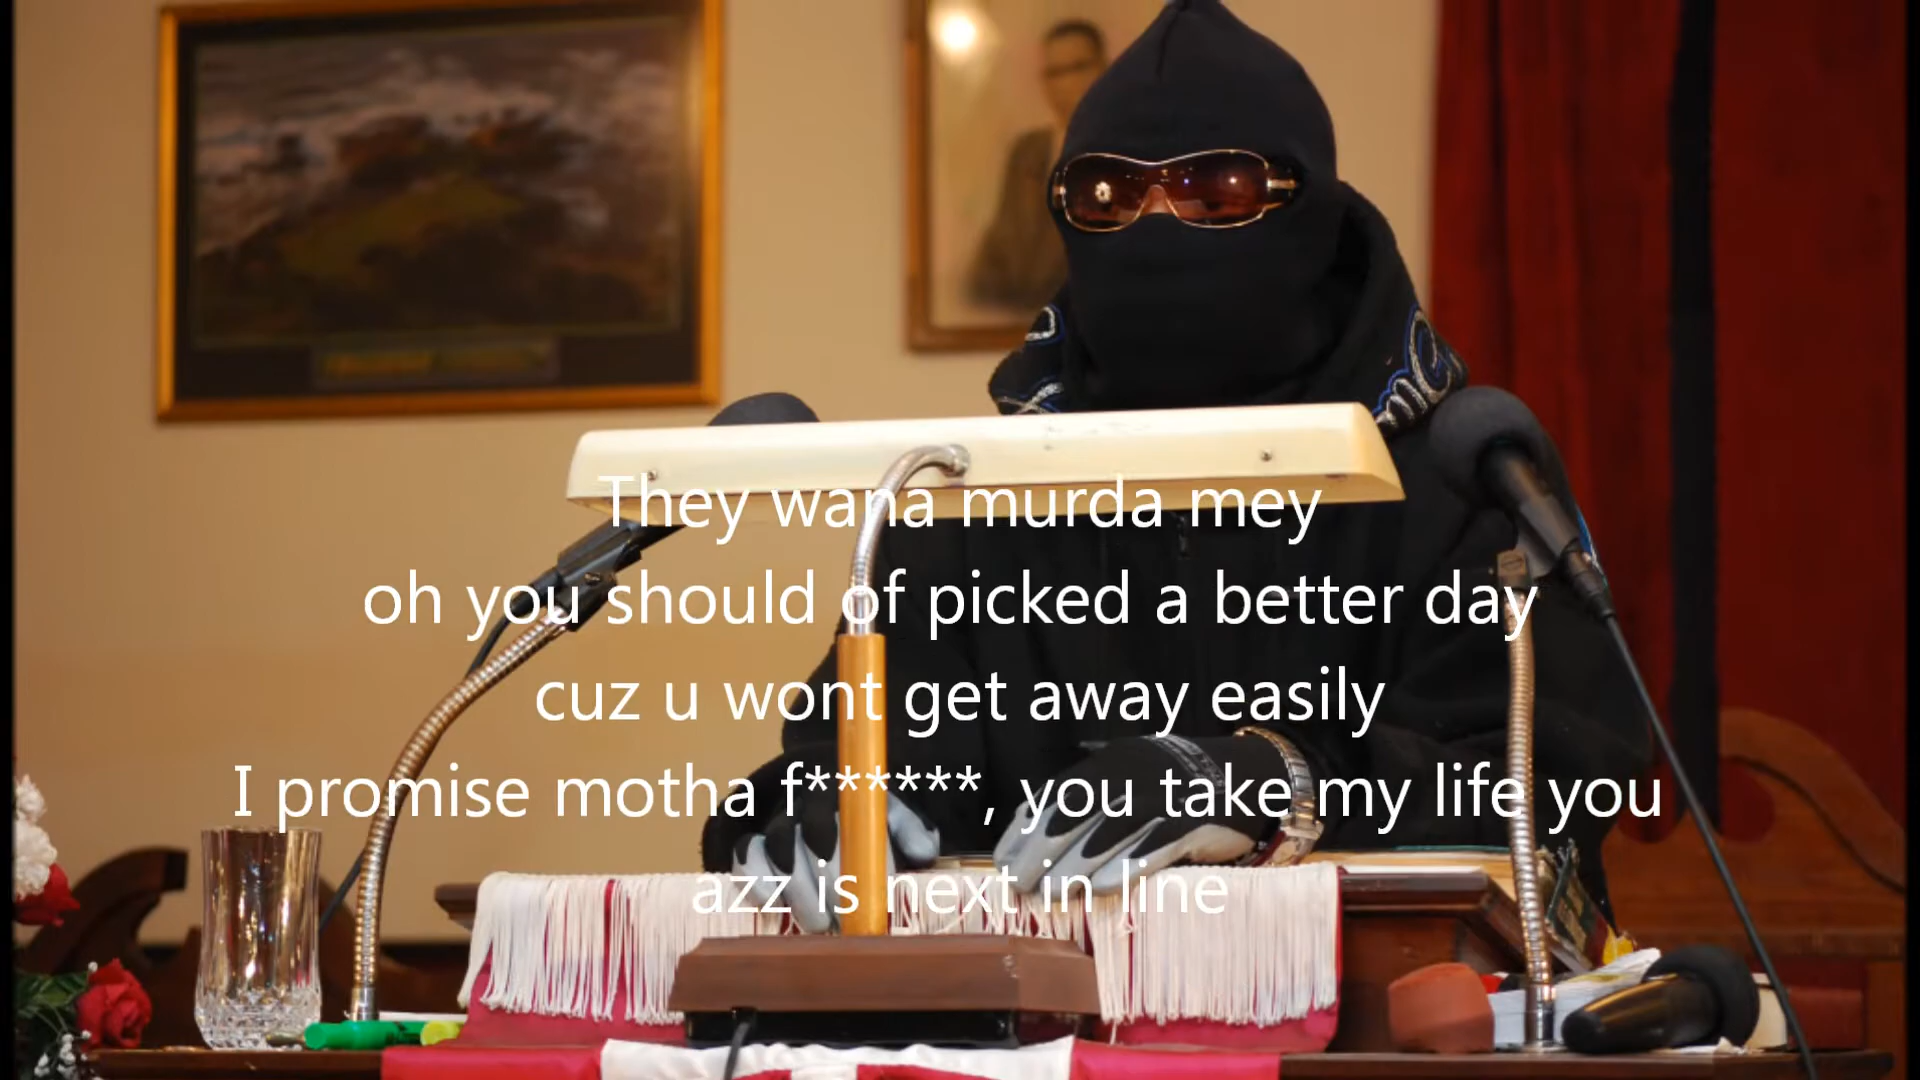 They wana murda mey
oh you should of picked a better day
cuz u wont get away easily
I promise motha f******, you take my life you
azz is next in line